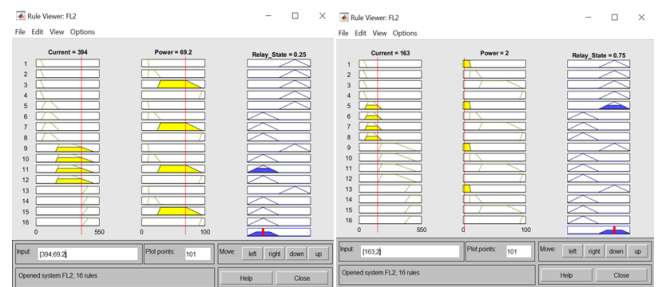 Rule Viewer: FL2
File Edit View Options
Current = 394 Power = 69.2 Relay_State = 0.25
1
2
3
4
5
6
7
8
9
10
11
12
13
14
15
16
0 550 0 100
Input: [394;69.2] Plot points: 101 Move: left right down up
Opened system FL2, 16 rules Help Close
Rule Viewer: FL2
File Edit View Options
Current = 163 Power = 2 Relay_State = 0.75
1
2
3
4
5
6
7
8
9
10
11
12
13
14
15
16
0 550 0 100
Input: [163;2] Plot points: 101 Move: left right down up
Opened system FL2, 16 rules Help Close